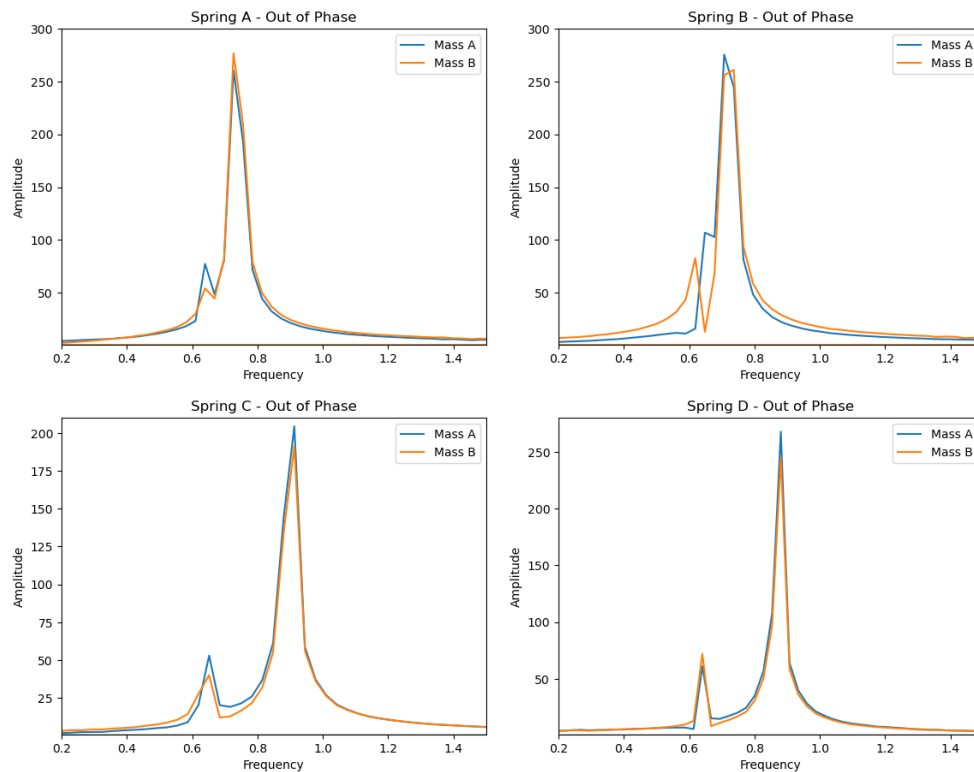 Spring A - Out of Phase
300
250
200
150
100
50
Amplitude
Mass A
Mass B
0.2 0.4 0.6 0.8 1.0 1.2 1.4
Frequency
Spring B - Out of Phase
300
250
200
150
100
50
Amplitude
Mass A
Mass B
0.2 0.4 0.6 0.8 1.0 1.2 1.4
Frequency
Spring C - Out of Phase
200
175
150
125
100
75
50
25
Amplitude
Mass A
Mass B
0.2 0.4 0.6 0.8 1.0 1.2 1.4
Frequency
Spring D - Out of Phase
250
200
150
100
50
Amplitude
Mass A
Mass B
0.2 0.4 0.6 0.8 1.0 1.2 1.4
Frequency